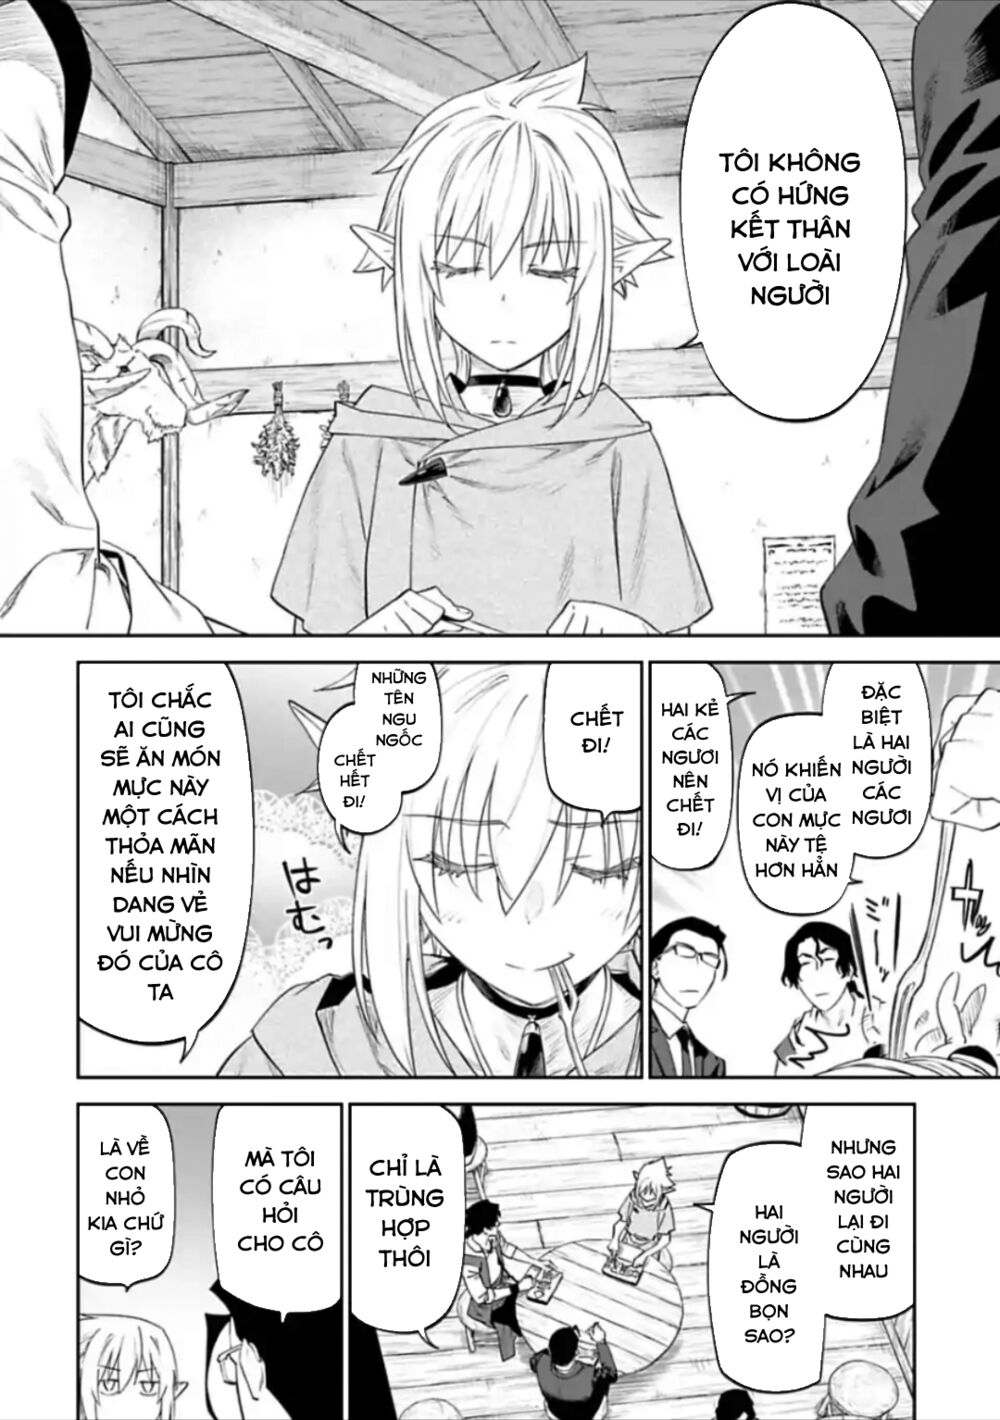 TÔI KHÔNG
CÓ HỨNG
KẾT THÂN
VỚI LOÀI
NGƯỜI
ĐẶC
BIỆT
LÀ HAI
NGƯỜI
CÁC
NGƯƠI
NÓ KHIẾN
VỊ CỦA
CON MỰC
NÀY TỆ
HƠN HẲN
HAI KẺ
CÁC
NGƯƠI
NÊN
CHẾT
ĐI!
CHẾT
ĐI!
NHỮNG
TÊN
NGU
NGỐC
CHẾT
HẾT
ĐI!
はむっ
TÔI CHẮC
AI CŨNG
SẼ ĂN MÓN
MỰC NÀY
MỘT CÁCH
THỎA MÃN
NẾU NHÌN
DANG VẺ
VUI MỪNG
ĐÓ CỦA CÔ
TA
NHƯNG
SAO HAI
NGƯỜI
LẠI ĐI
CÙNG
NHAU
HAI
NGƯỜI
LÀ
ĐỒNG
BỌN
SAO?
CHỈ LÀ
TRÙNG
HỢP
THÔI
MÀ TÔI
CÓ CÂU
HỎI
CHO CÔ
LÀ VỀ
CON
NHỎ
KIA CHỨ
GÌ?